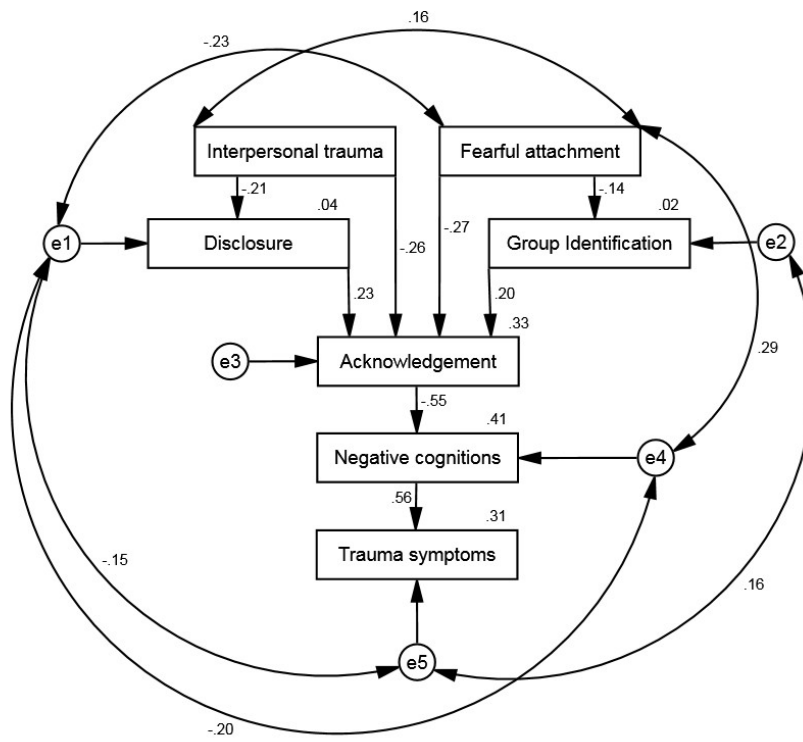 .16
-.23
Interpersonal trauma
Fearful attachment
-.21
.04
-.14
.02
e1
Disclosure
-.26
-.27
Group Identification
e2
.23
.20
.33
e3
Acknowledgement
.29
-.55
.41
Negative cognitions
e4
.56
.31
-.15
Trauma symptoms
.16
e5
-.20